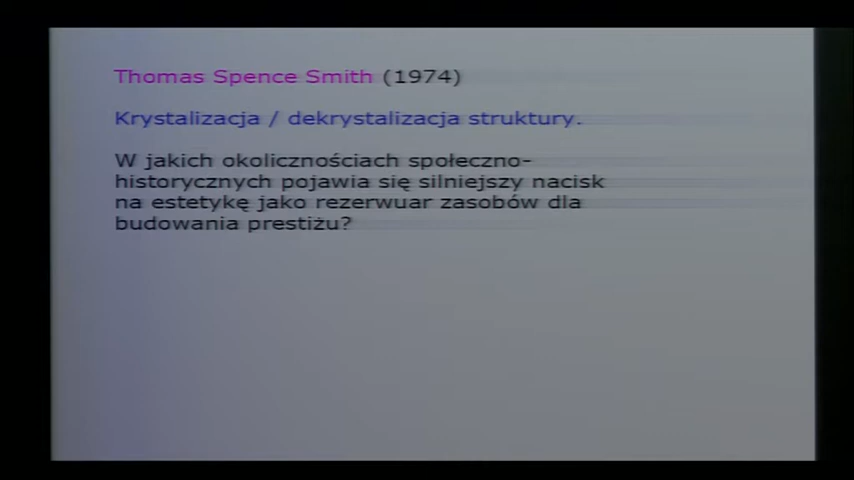 Thomas Spence Smith (1974)
Krystalizacja / dekrystalizacja struktury.
W jakich okolicznościach społeczno-
historycznych pojawia się silniejszy nacisk
na estetykę jako rezerwuar zasobów dla
budowania prestiżu?